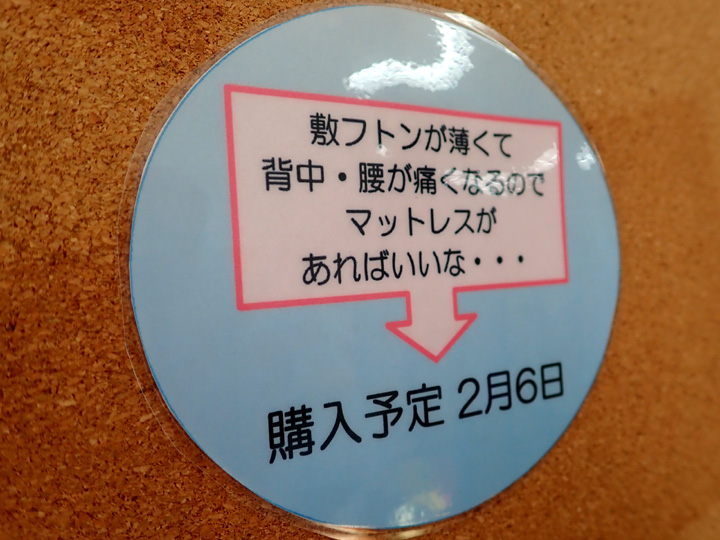 敷フトンが薄くて
背中・腰が痛くなるので
マットレスが
あればいいな・・・
購入予定 2月6日